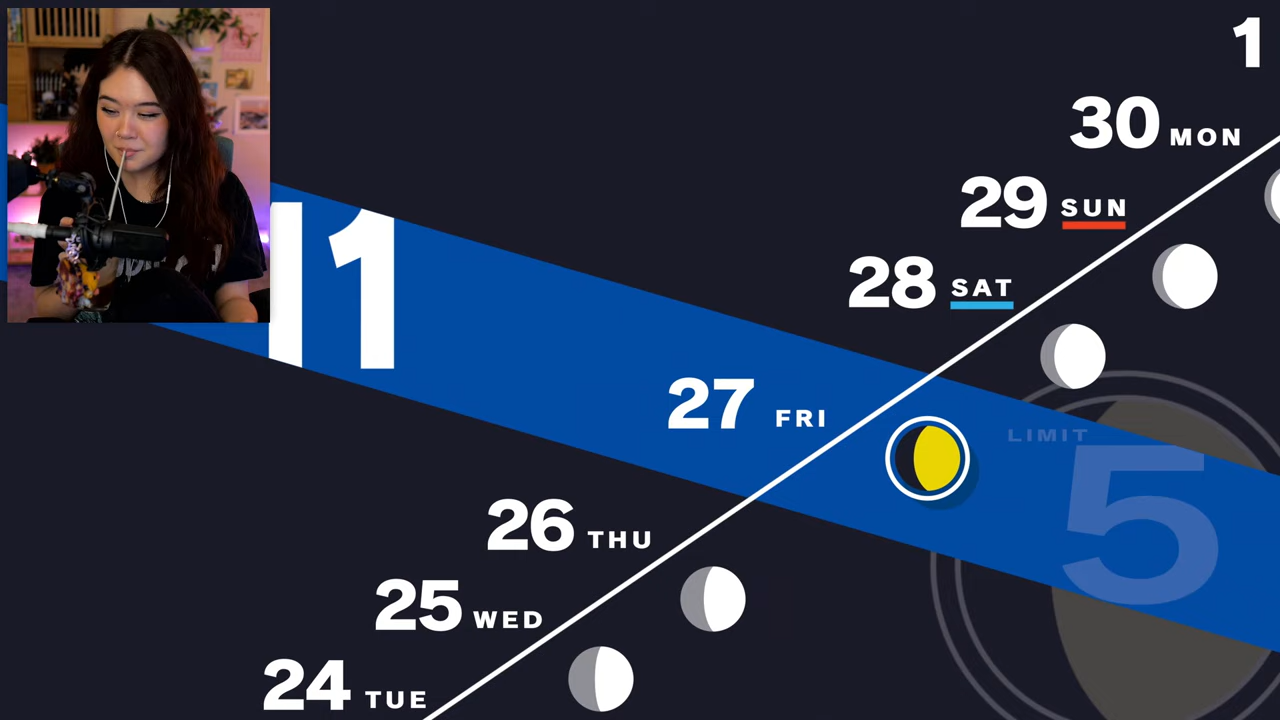 1
30 MON
29 SUN
28 SAT
11
27 FRI
LIMIT
5
26 THU
25 WED
24 TUE